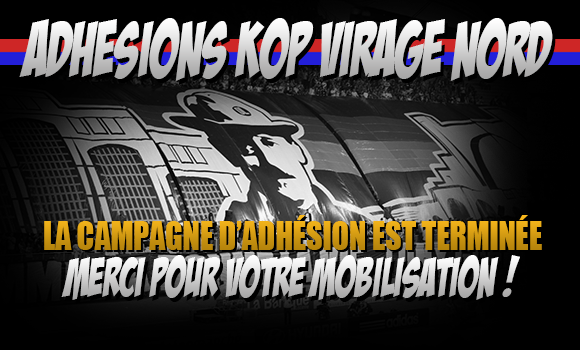 ADHESIONS KOP VIRAGE NORD
LA CAMPAGNE D'ADHÉSION EST TERMINÉE
MERCI POUR VOTRE MOBILISATION !